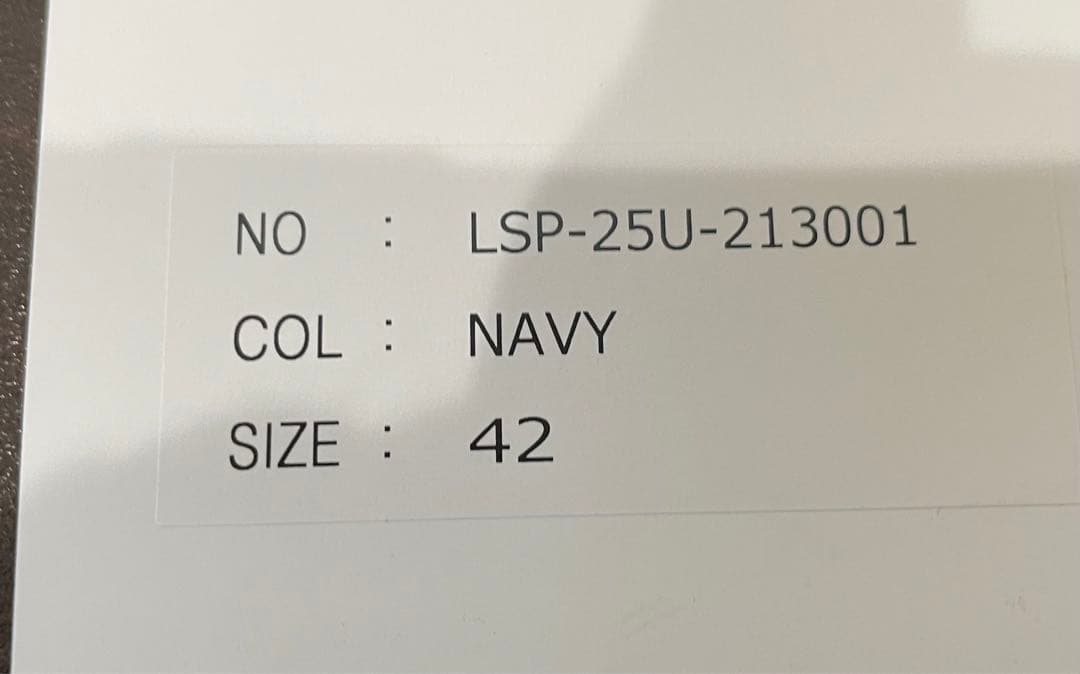 NO : LSP-25U-213001
COL : NAVY
SIZE : 42